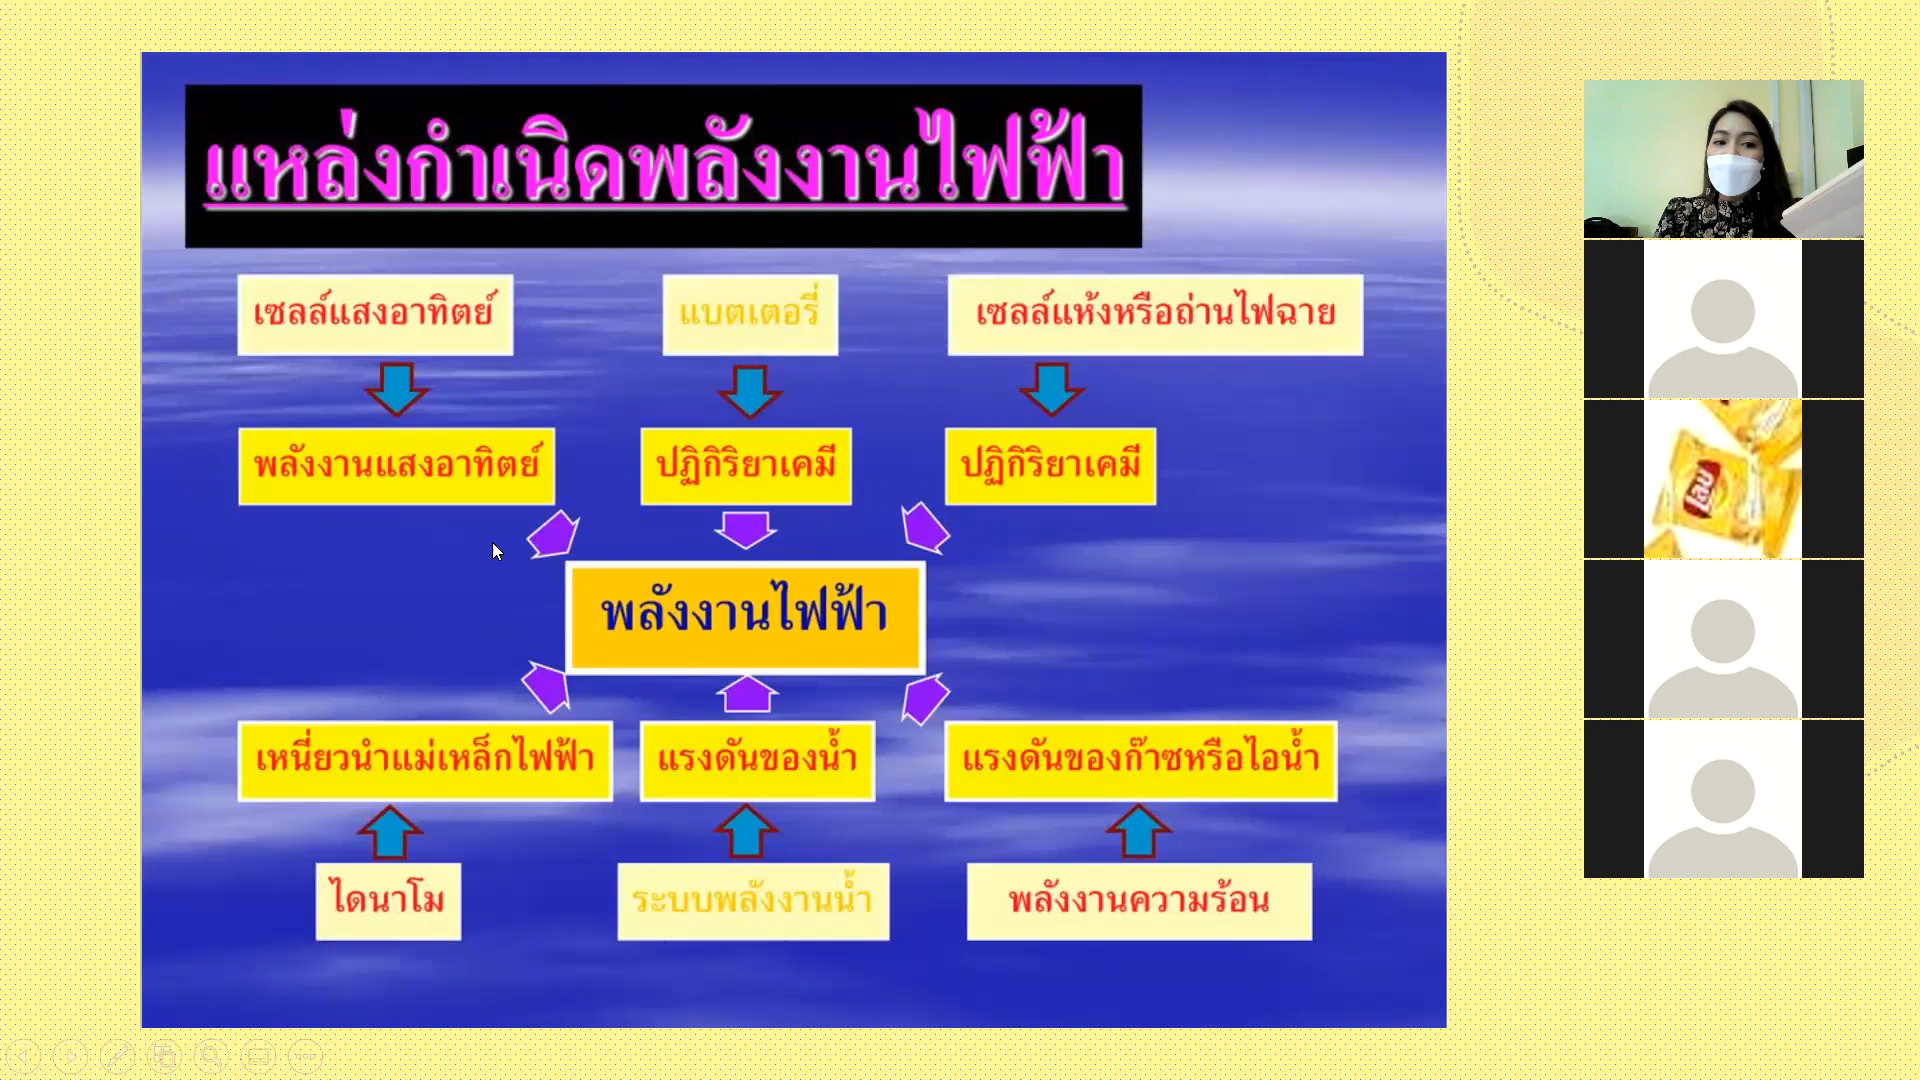 แหล่งกำเนิดพลังงานไฟฟ้า
เซลล์แสงอาทิตย์
แบตเตอรี่
เซลล์แห้งหรือถ่านไฟฉาย
พลังงานแสงอาทิตย์
ปฏิกิริยาเคมี
ปฏิกิริยาเคมี
พลังงานไฟฟ้า
เหนี่ยวนำแม่เหล็กไฟฟ้า
แรงดันของน้ำ
แรงดันของก๊าซหรือไอน้ำ
ไดนาโม
ระบบพลังงานน้ำ
พลังงานความร้อน
เลย์